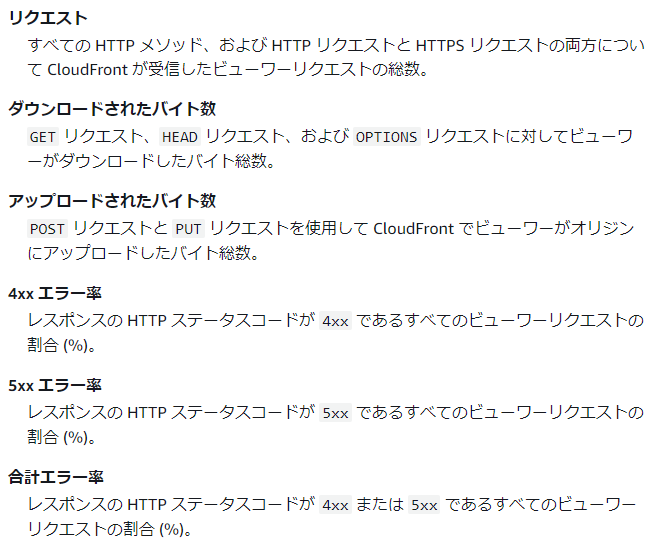 リクエスト
すべての HTTP メソッド、および HTTP リクエストと HTTPS リクエストの両方につい
て CloudFront が受信したビューワーリクエストの総数。
ダウンロードされたバイト数
GET リクエスト、HEAD リクエスト、および OPTIONS リクエストに対してビューワ
ーがダウンロードしたバイト総数。
アップロードされたバイト数
POST リクエストと PUT リクエストを使用して CloudFront でビューワーがオリジン
にアップロードしたバイト総数。
4xx エラー率
レスポンスの HTTP ステータスコードが 4xx であるすべてのビューワーリクエストの
割合 (%)。
5xx エラー率
レスポンスの HTTP ステータスコードが 5xx であるすべてのビューワーリクエストの
割合 (%)。
合計エラー率
レスポンスの HTTP ステータスコードが 4xx または 5xx であるすべてのビューワー
リクエストの割合 (%)。